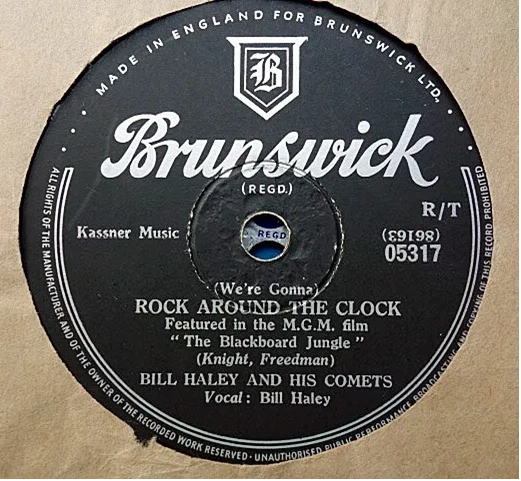 MADE IN ENGLAND FOR BRUNSWICK LTD.
B
Brunswick
(REGD.)
R/T
Kassner Music
(86163)
05317
REGD
(We're Gonna)
ROCK AROUND THE CLOCK
Featured in the M.G.M. film
"The Blackboard Jungle"
(Knight, Freedman)
BILL HALEY AND HIS COMETS
Vocal: Bill Haley
ALL RIGHTS OF THE MANUFACTURER AND OF THE OWNER OF THE RECORDED WORK RESERVED · UNAUTHORISED PUBLIC PERFORMANCE BROADCASTING AND COPYING OF THIS RECORD PROHIBITED